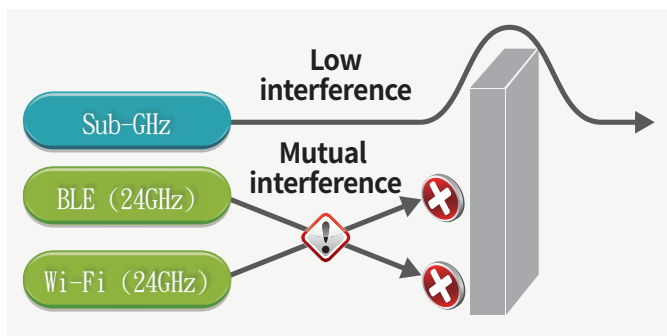 Low
interference
Sub-GHz
Mutual
interference
BLE (24GHz)
Wi-Fi (24GHz)